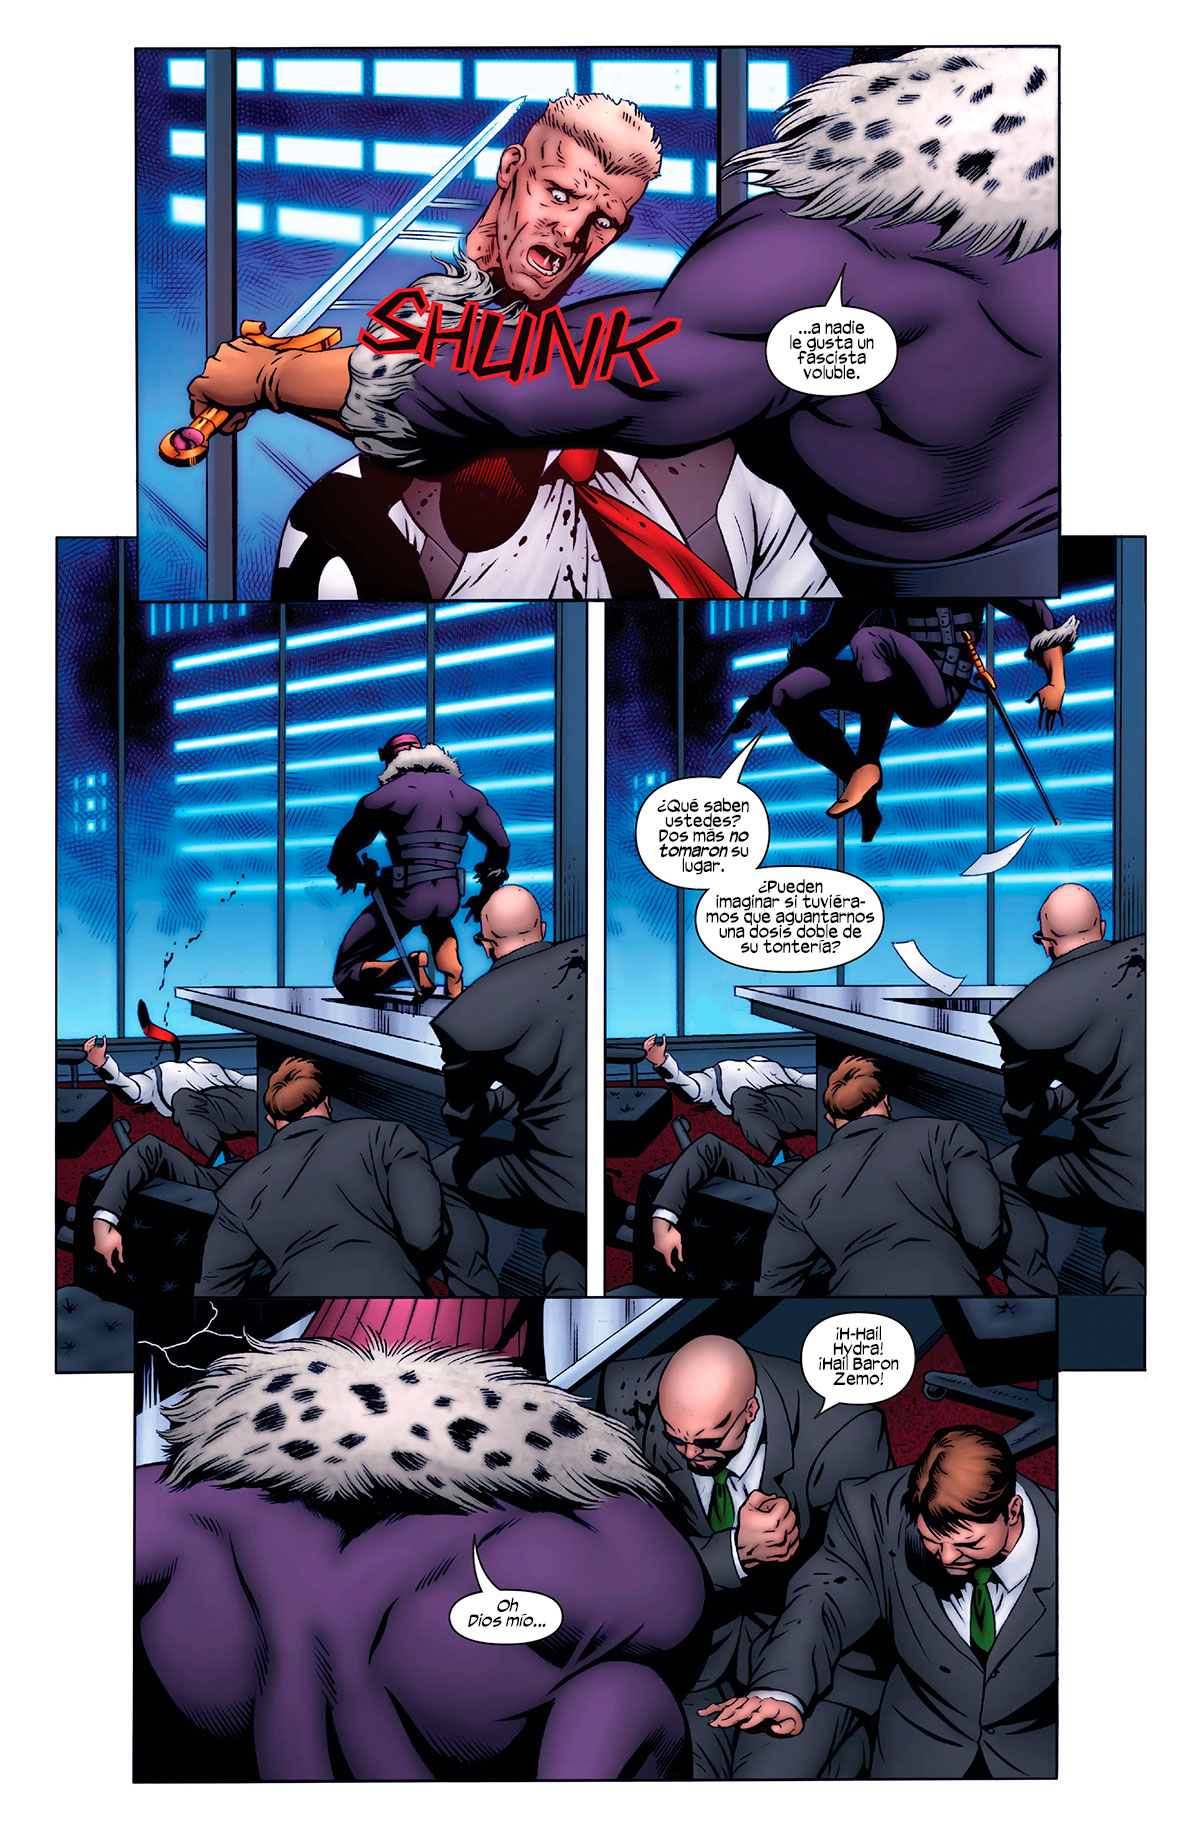 SHUNK
...a nadie
le gusta un
fascista
voluble.
¿Qué saben
ustedes?
Dos más no
tomaron su
lugar.
¿Pueden
imaginar si tuviéra-
mos que aguantarnos
una dosis doble de
su tontería?
¡H-Hail
Hydra!
¡Hail Baron
Zemo!
Oh
Dios mío...